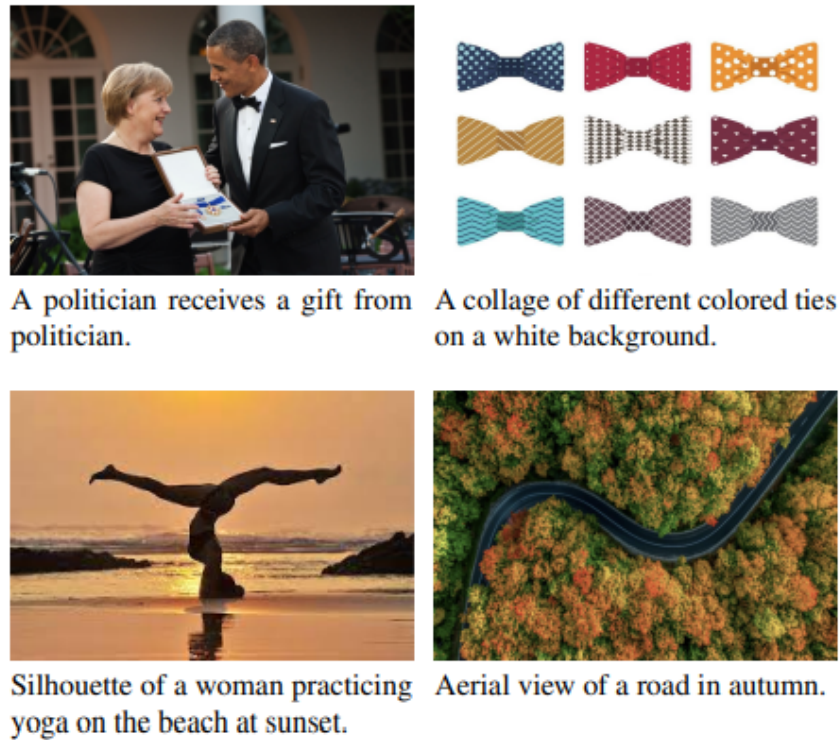 A politician receives a gift from
politician.
A collage of different colored ties
on a white background.
Silhouette of a woman practicing
yoga on the beach at sunset.
Aerial view of a road in autumn.